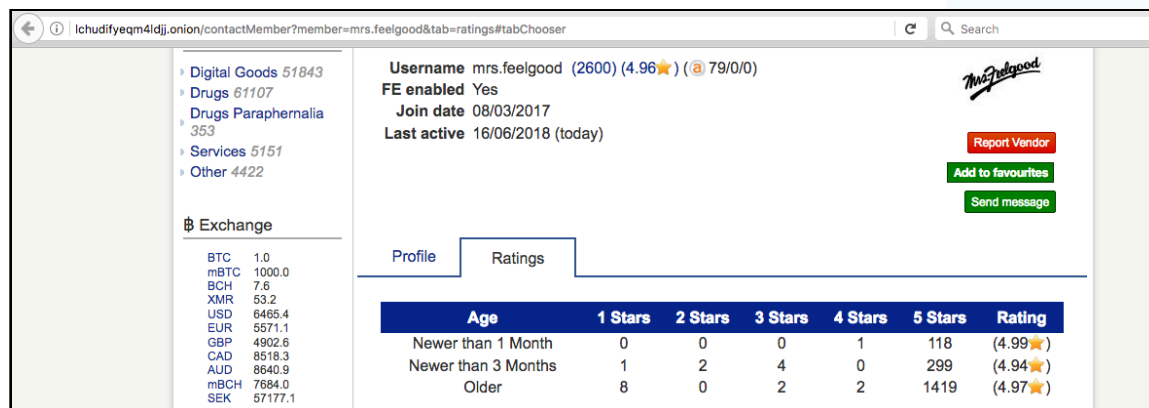 lchudifyeqm4ldjj.onion/contactMember?member=mrs.feelgood&tab=ratings#tabChooser
Search
Digital Goods 51843
Drugs 61107
Drugs Paraphernalia
353
Services 5151
Other 4422
฿ Exchange
BTC 1.0
mBTC 1000.0
BCH 7.6
XMR 53.2
USD 6465.4
EUR 5571.1
GBP 4902.6
CAD 8518.3
AUD 8640.9
mBCH 7684.0
SEK 57177.1
Username mrs.feelgood (2600) (4.96⭐) (a 79/0/0)
FE enabled Yes
Join date 08/03/2017
Last active 16/06/2018 (today)
MrsFeelgood
Report Vendor
Add to favourites
Send message
Profile Ratings
Age 1 Stars 2 Stars 3 Stars 4 Stars 5 Stars Rating
Newer than 1 Month 0 0 0 1 118 (4.99⭐)
Newer than 3 Months 1 2 4 0 299 (4.94⭐)
Older 8 0 2 2 1419 (4.97⭐)